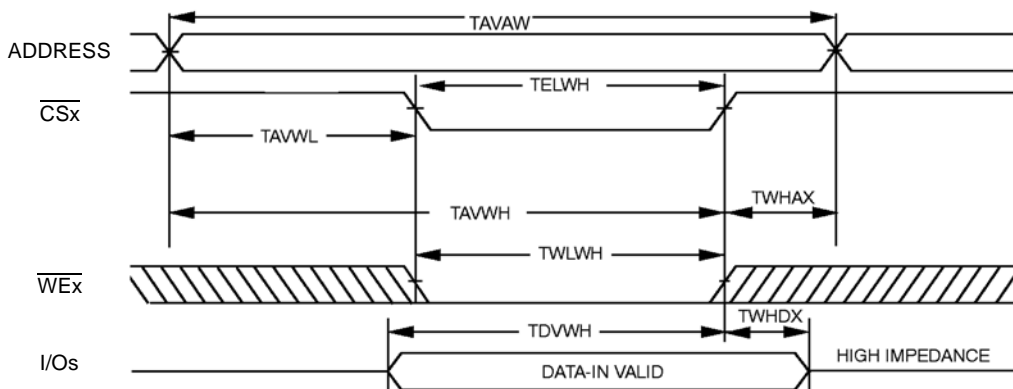 TAVAW
ADDRESS
TELWH
CSx
TAVWL
TAVWH
TWHAX
TWLWH
WEx
TDVWH
TWHDX
I/Os
DATA-IN VALID
HIGH IMPEDANCE